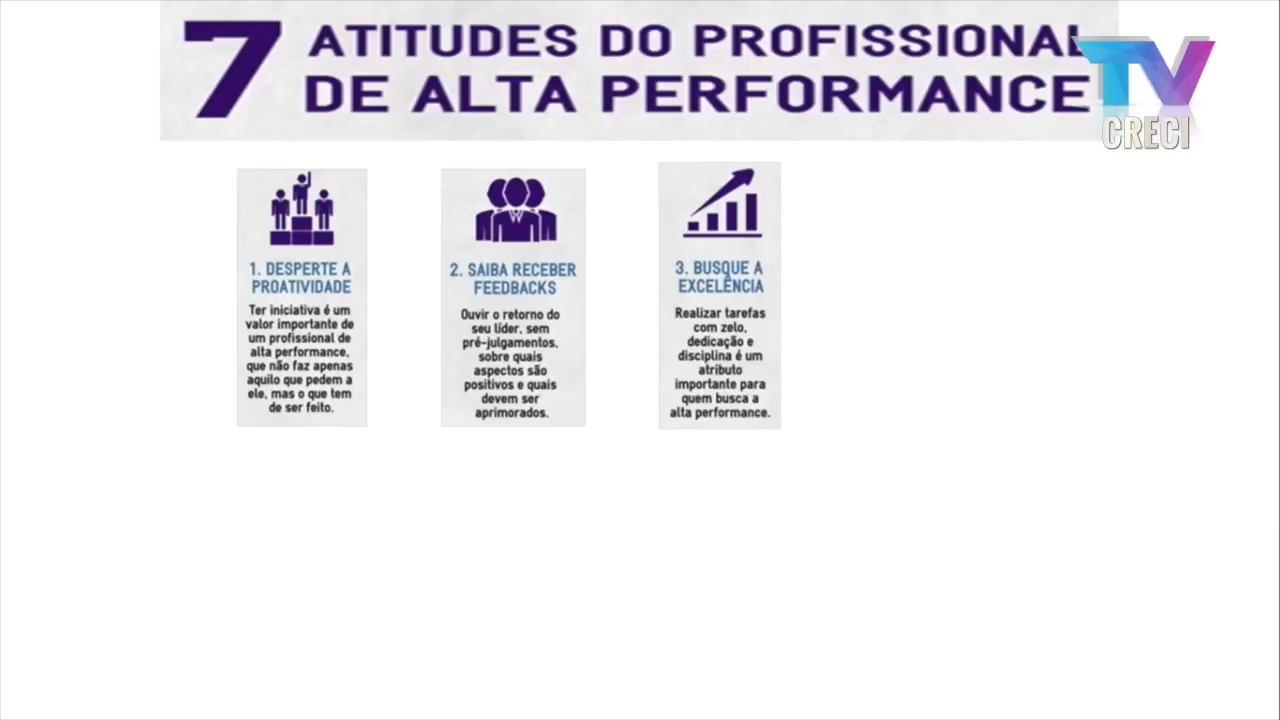 7 ATITUDES DO PROFISSIONAL
DE ALTA PERFORMANCE
TV
CRECI
1. DESPERTE A
PROATIVIDADE
Ter iniciativa é um
valor importante de
um profissional de
alta performance,
que não faz apenas
aquilo que pedem a
ele, mas o que tem
de ser feito.
2. SAIBA RECEBER
FEEDBACKS
Ouvir o retorno do
seu líder, sem
pré-julgamentos,
sobre quais
aspectos são
positivos e quais
devem ser
aprimorados.
3. BUSQUE A
EXCELÊNCIA
Realizar tarefas
com zelo,
dedicação e
disciplina é um
atributo
importante para
quem busca a
alta performance.